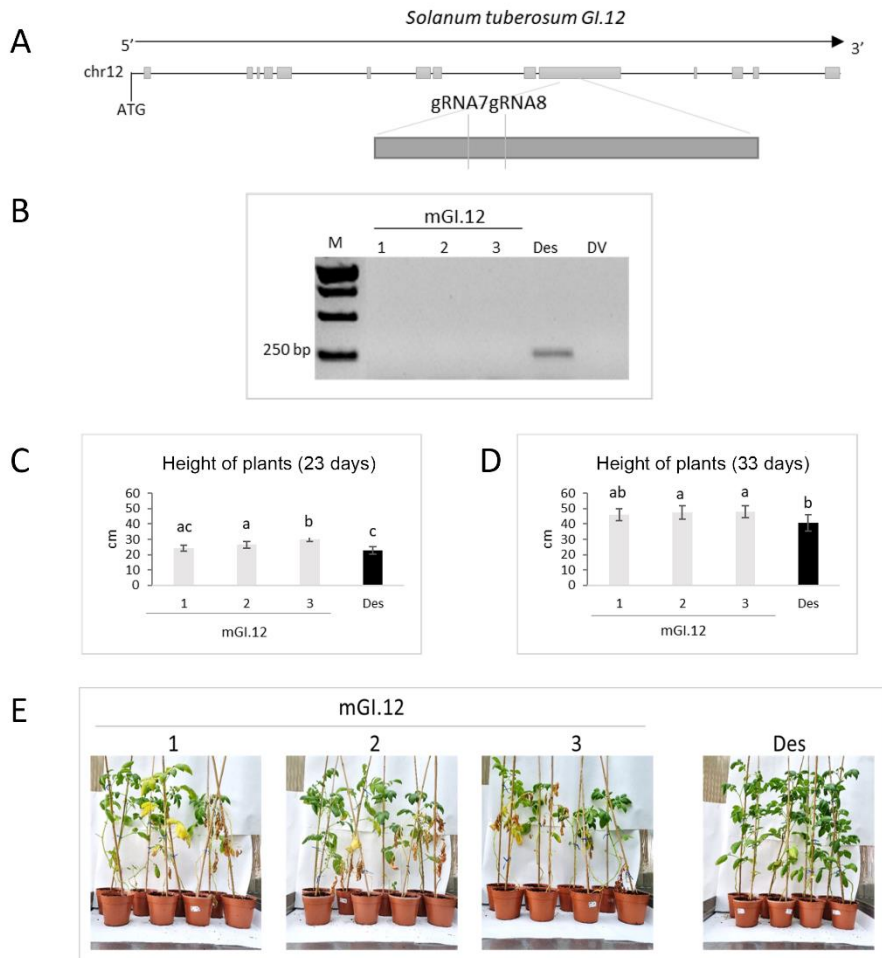 A
Solanum tuberosum GI.12
5’
3’
chr12
ATG
gRNA7gRNA8
B
mGI.12
M 1 2 3 Des DV
250 bp
C
Height of plants (23 days)
60
50
40
30
20
10
0
cm
ac a b c
1 2 3 Des
mGI.12
D
Height of plants (33 days)
60
50
40
30
20
10
0
cm
ab a a b
1 2 3 Des
mGI.12
E
mGI.12
1 2 3 Des